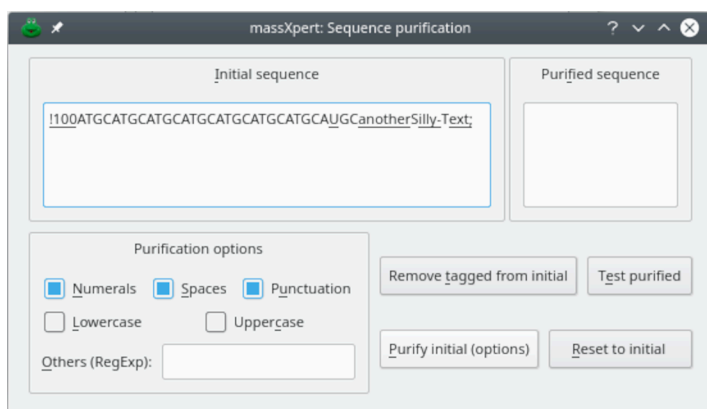 massXpert: Sequence purification
Initial sequence
Purified sequence
!100ATGCATGCATGCATGCATGCATGCATGCAUGCanotherSilly-Text;
Purification options
Numerals Spaces Punctuation
Lowercase Uppercase
Others (RegExp):
Remove tagged from initial Test purified
Purify initial (options) Reset to initial